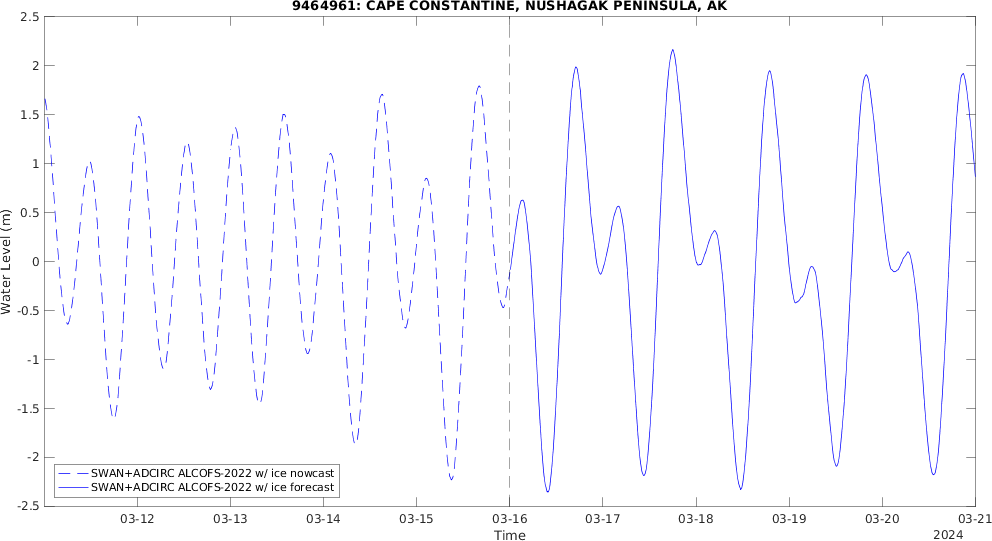 9464961: CAPE CONSTANTINE, NUSHAGAK PENINSULA, AK
2.5
2
1.5
1
0.5
0
-0.5
-1
-1.5
-2
-2.5
Water Level (m)
SWAN+ADCIRC ALCOFS-2022 w/ ice nowcast
SWAN+ADCIRC ALCOFS-2022 w/ ice forecast
03-12 03-13 03-14 03-15 03-16 03-17 03-18 03-19 03-20 03-21
Time
2024